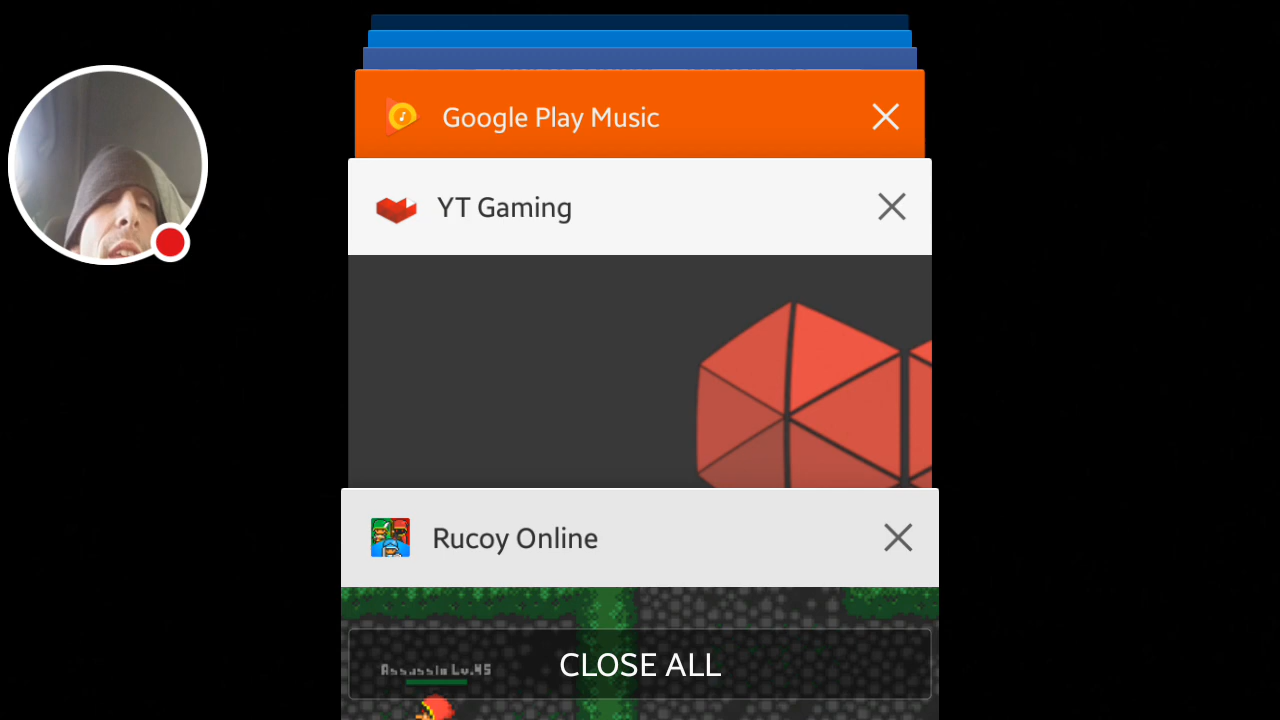 Google Play Music
YT Gaming
Rucoy Online
Assassin Lv.45
CLOSE ALL